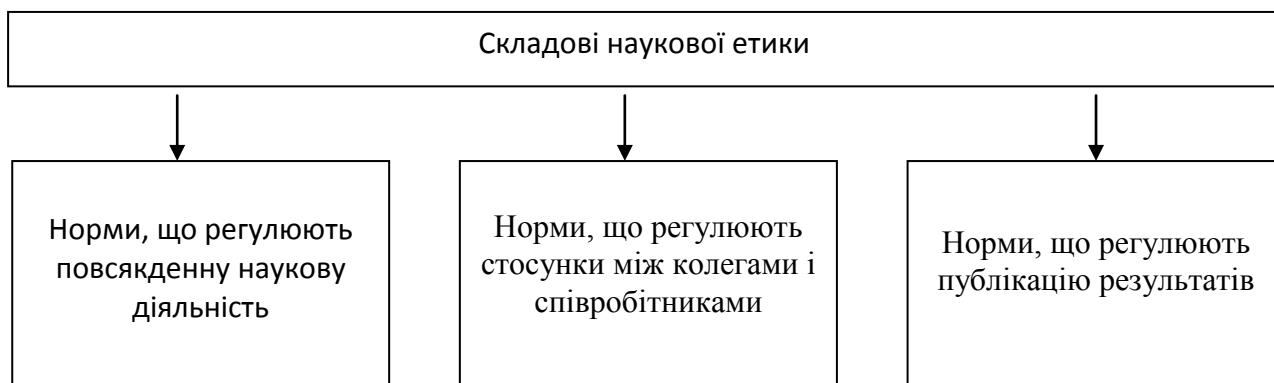 Складові наукової етики
Норми, що регулюють
повсякденну наукову
діяльність
Норми, що регулюють
стосунки між колегами і
співробітниками
Норми, що регулюють
публікацію результатів